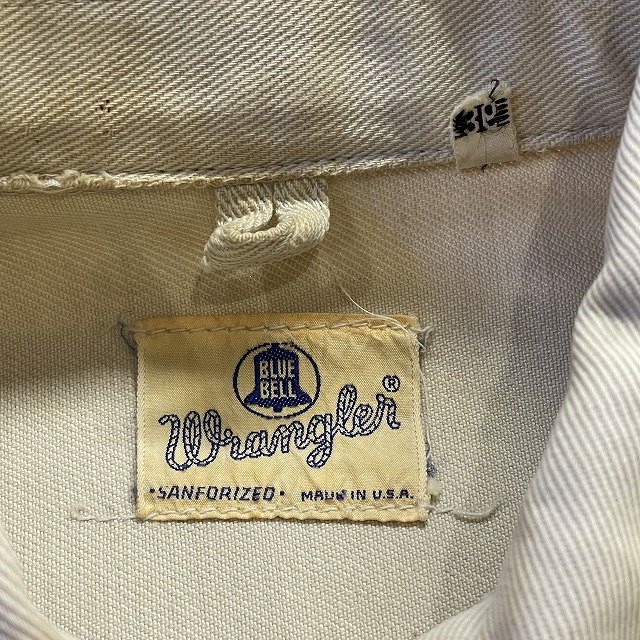 BLUE
BELL
Wrangler®
•SANFORIZED• MADE IN U.S.A.